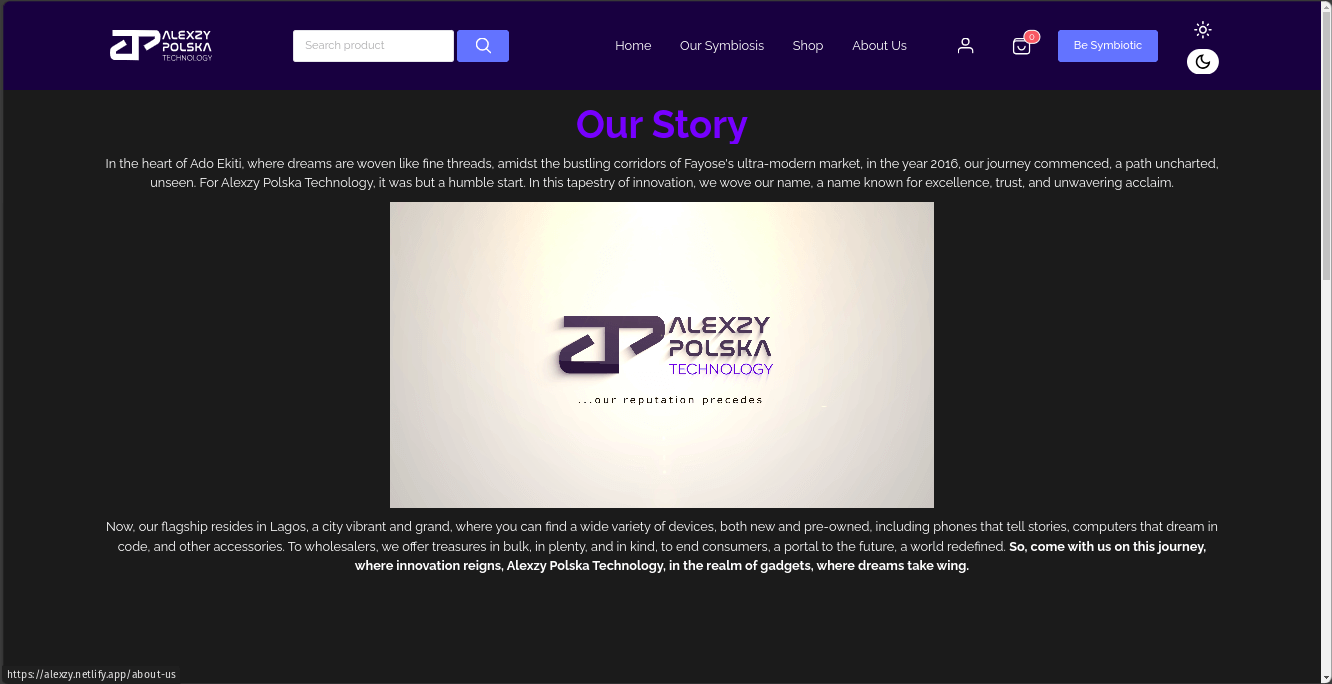 ALEXZY
POLSKA
TECHNOLOGY
Search product
Home Our Symbiosis Shop About Us
0
Be Symbiotic
Our Story
In the heart of Ado Ekiti, where dreams are woven like fine threads, amidst the bustling corridors of Fayose's ultra-modern market, in the year 2016, our journey commenced, a path uncharted,
unseen. For Alexzy Polska Technology, it was but a humble start. In this tapestry of innovation, we wove our name, a name known for excellence, trust, and unwavering acclaim.
ALEXZY
POLSKA
TECHNOLOGY
...our reputation precedes
Now, our flagship resides in Lagos, a city vibrant and grand, where you can find a wide variety of devices, both new and pre-owned, including phones that tell stories, computers that dream in
code, and other accessories. To wholesalers, we offer treasures in bulk, in plenty, and in kind, to end consumers, a portal to the future, a world redefined. So, come with us on this journey,
where innovation reigns, Alexzy Polska Technology, in the realm of gadgets, where dreams take wing.
https://alexzy.netlify.app/about-us